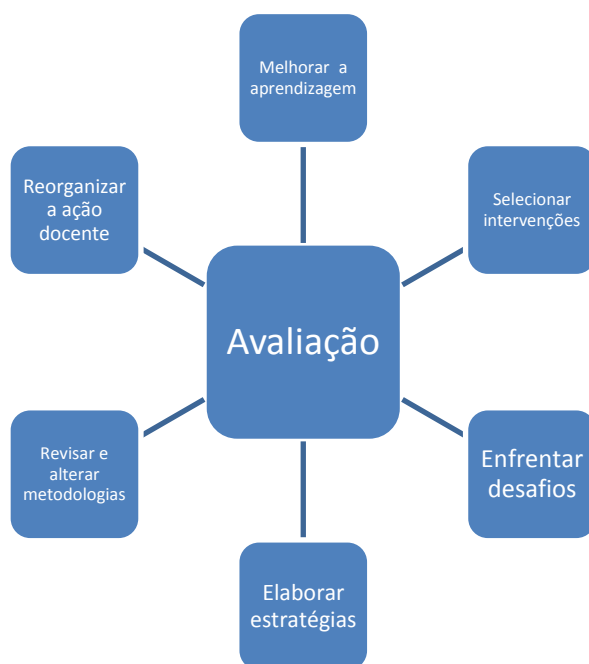 Melhorar a
aprendizagem
Reorganizar
a ação
docente
Selecionar
intervenções
Avaliação
Revisar e
alterar
metodologias
Enfrentar
desafios
Elaborar
estratégias